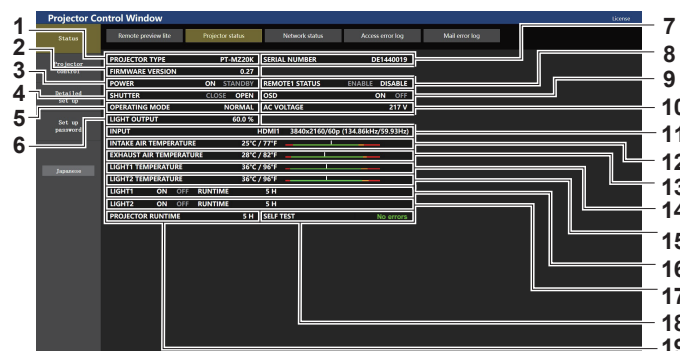 Projector Control Window
License
Status
Remote preview lite
Projector status
Network status
Access error log
Mail error log
Projector control
Detailed set up
Set up password
Japanese
PROJECTOR TYPE PT-MZ20K SERIAL NUMBER DE1440019
FIRMWARE VERSION 0.27
POWER ON STANDBY REMOTE1 STATUS ENABLE DISABLE
SHUTTER CLOSE OPEN OSD ON OFF
OPERATING MODE NORMAL AC VOLTAGE 217 V
LIGHT OUTPUT 60.0 %
INPUT HDMI1 3840x2160/60p (134.86kHz/59.93Hz)
INTAKE AIR TEMPERATURE 25°C / 77°F
EXHAUST AIR TEMPERATURE 28°C / 82°F
LIGHT1 TEMPERATURE 36°C / 96°F
LIGHT2 TEMPERATURE 36°C / 96°F
LIGHT1 ON OFF RUNTIME 5 H
LIGHT2 ON OFF RUNTIME 5 H
PROJECTOR RUNTIME 5 H SELF TEST No errors
1
2
3
4
5
6
7
8
9
10
11
12
13
14
15
16
17
18
19